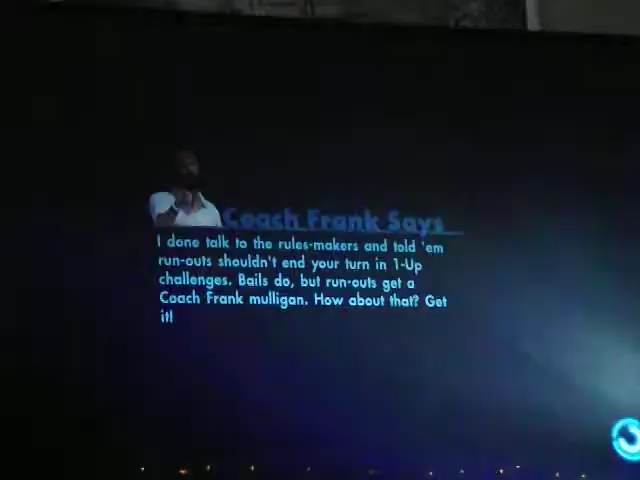 Coach Frank Says
I done talk to the rules-makers and told 'em
run-outs shouldn't end your turn in 1-Up
challenges. Bails do, but run-outs get a
Coach Frank mulligan. How about that? Get
it!